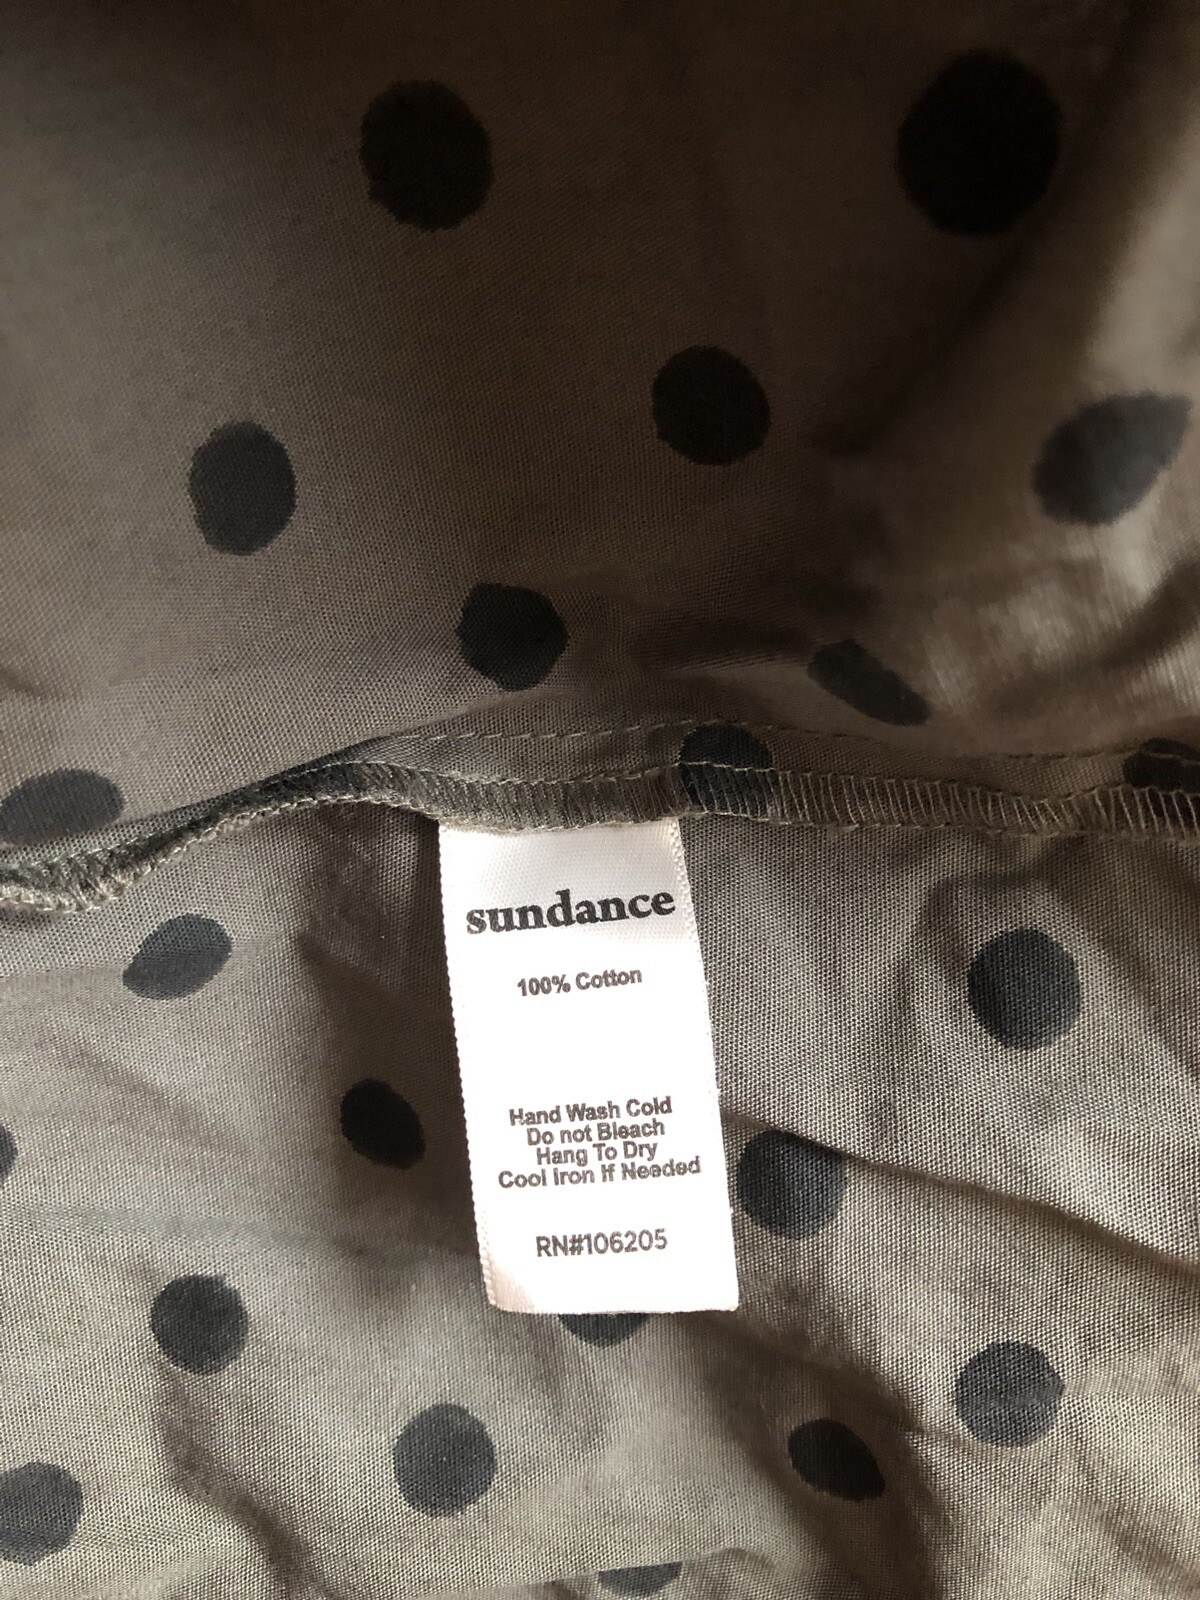 sundance
100% Cotton
Hand Wash Cold
Do not Bleach
Hang To Dry
Cool Iron If Needed
RN#106205